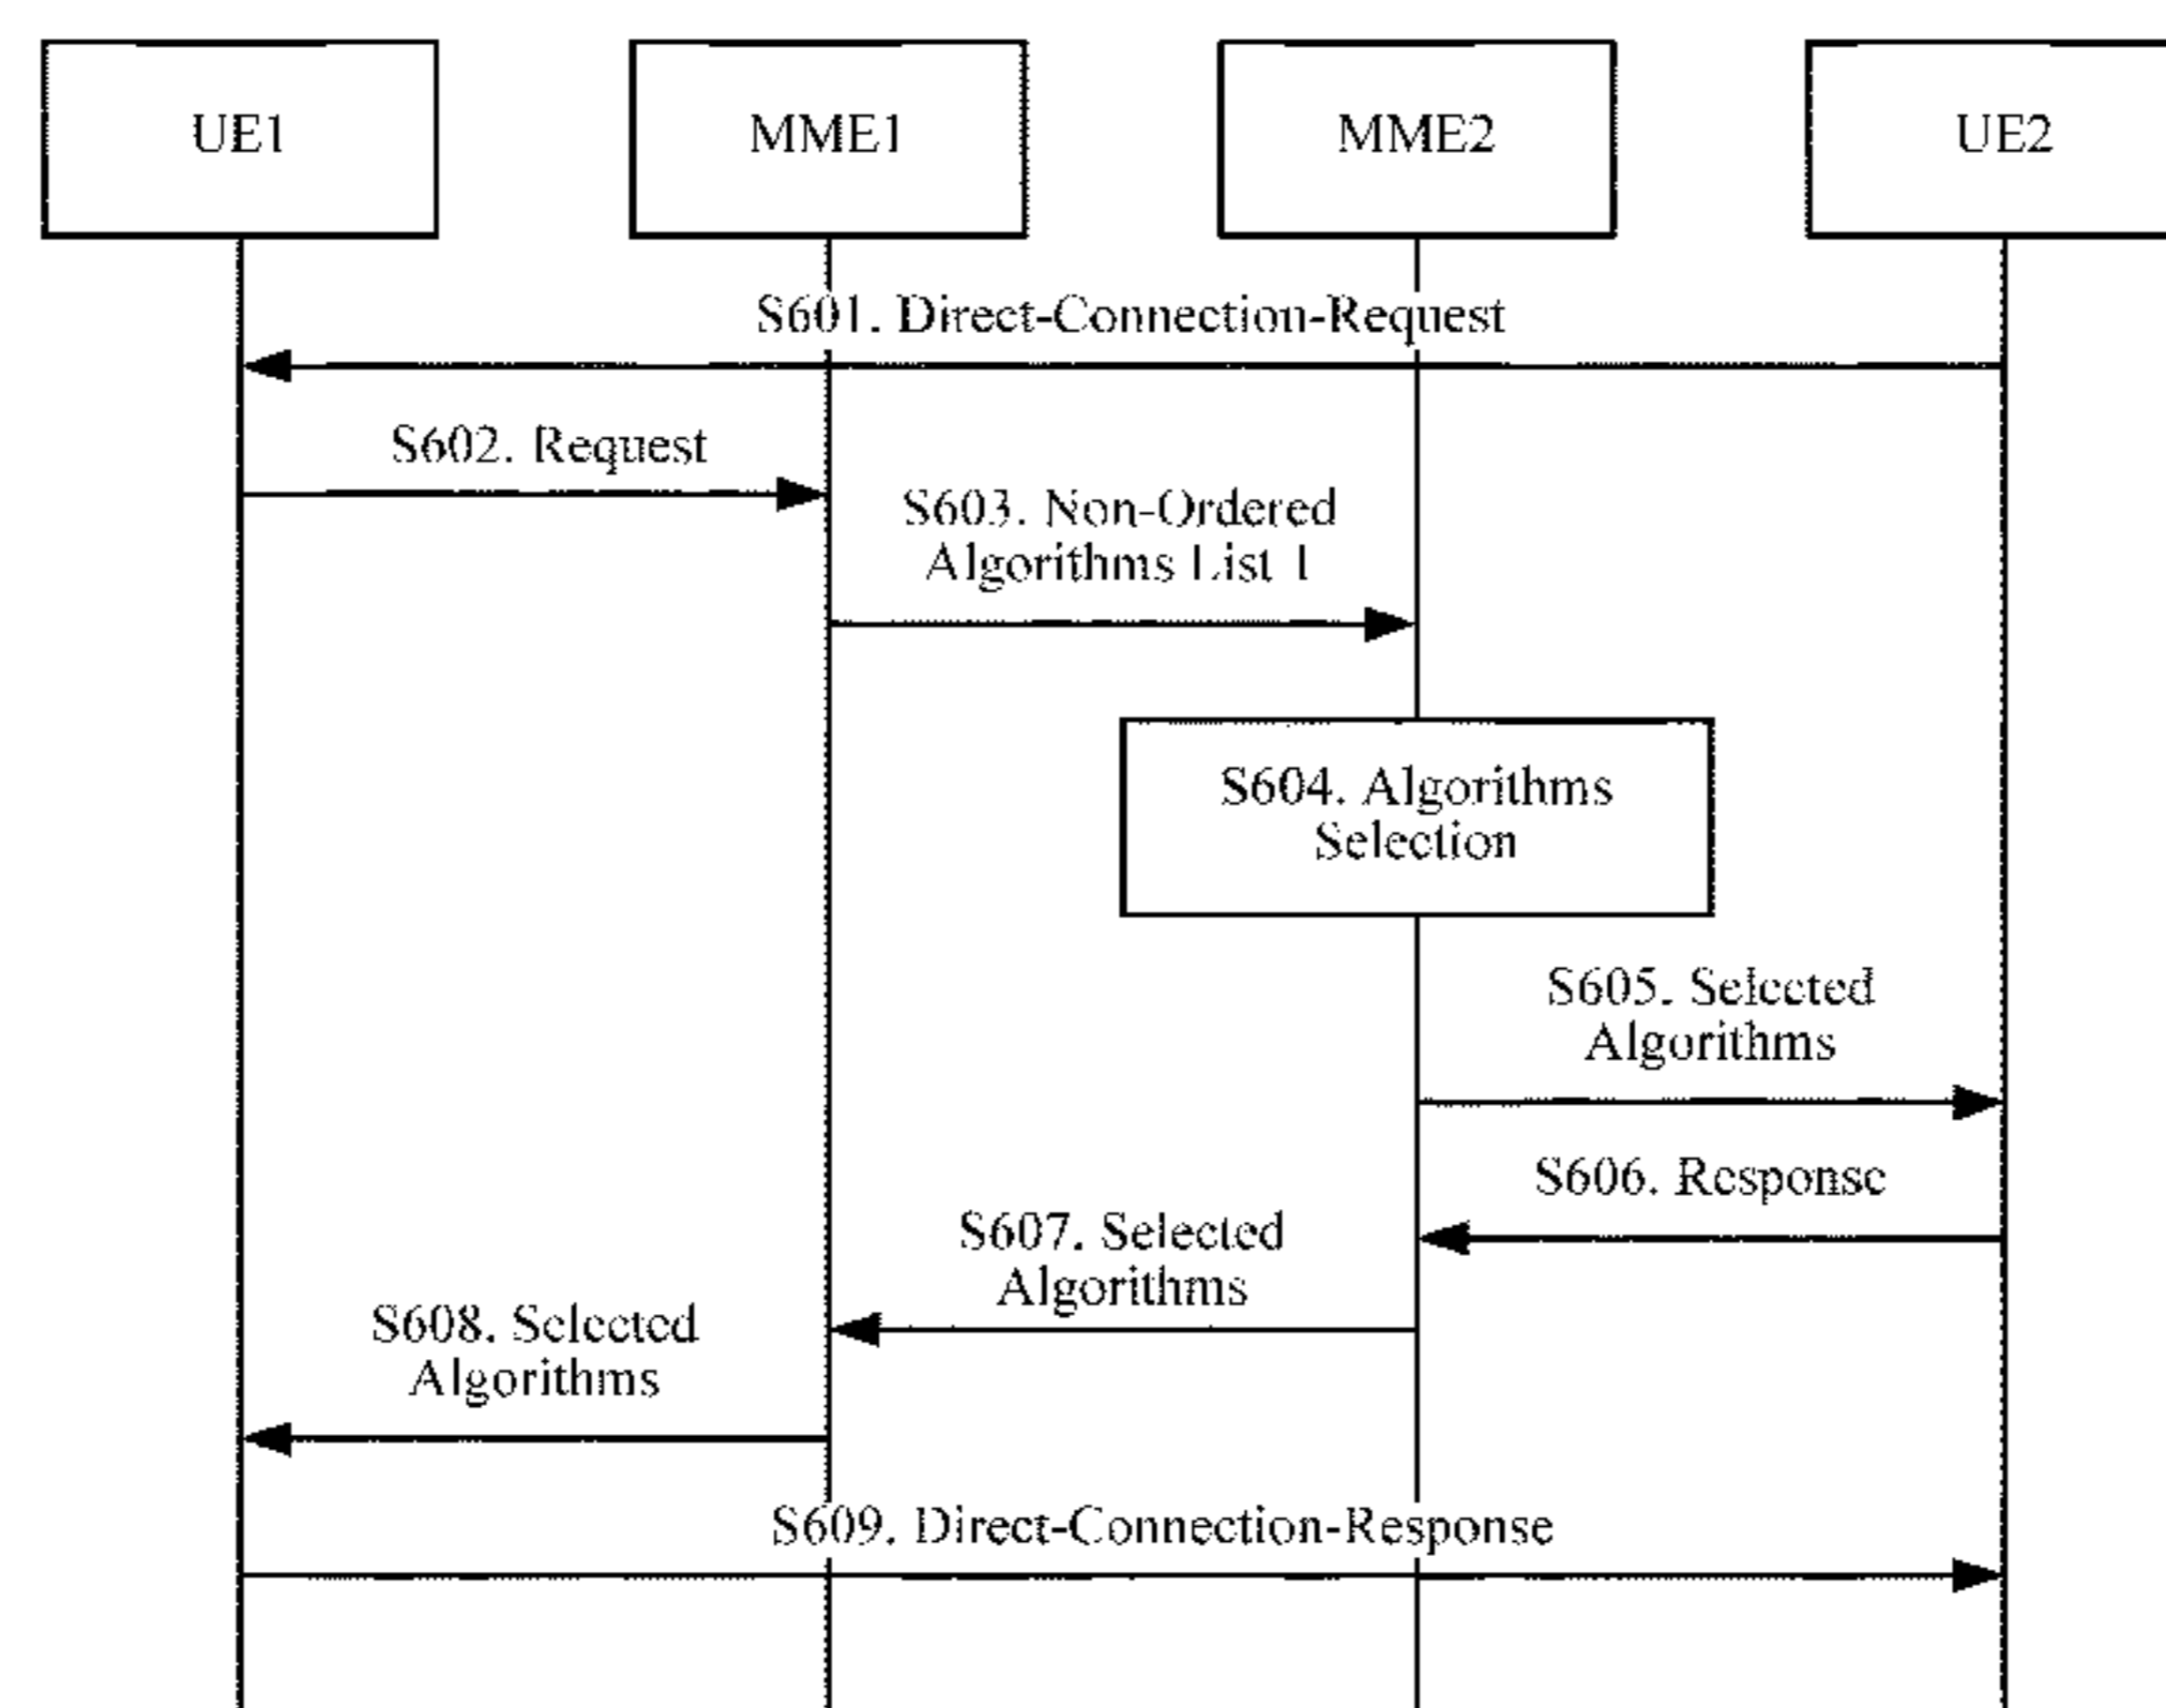 UE1
MME1
MME2
UE2
S601. Direct-Connection-Request
S602. Request
S603. Non-Ordered
Algorithms List 1
S604. Algorithms
Selection
S605. Selected
Algorithms
S606. Response
S607. Selected
Algorithms
S608. Selected
Algorithms
S609. Direct-Connection-Response